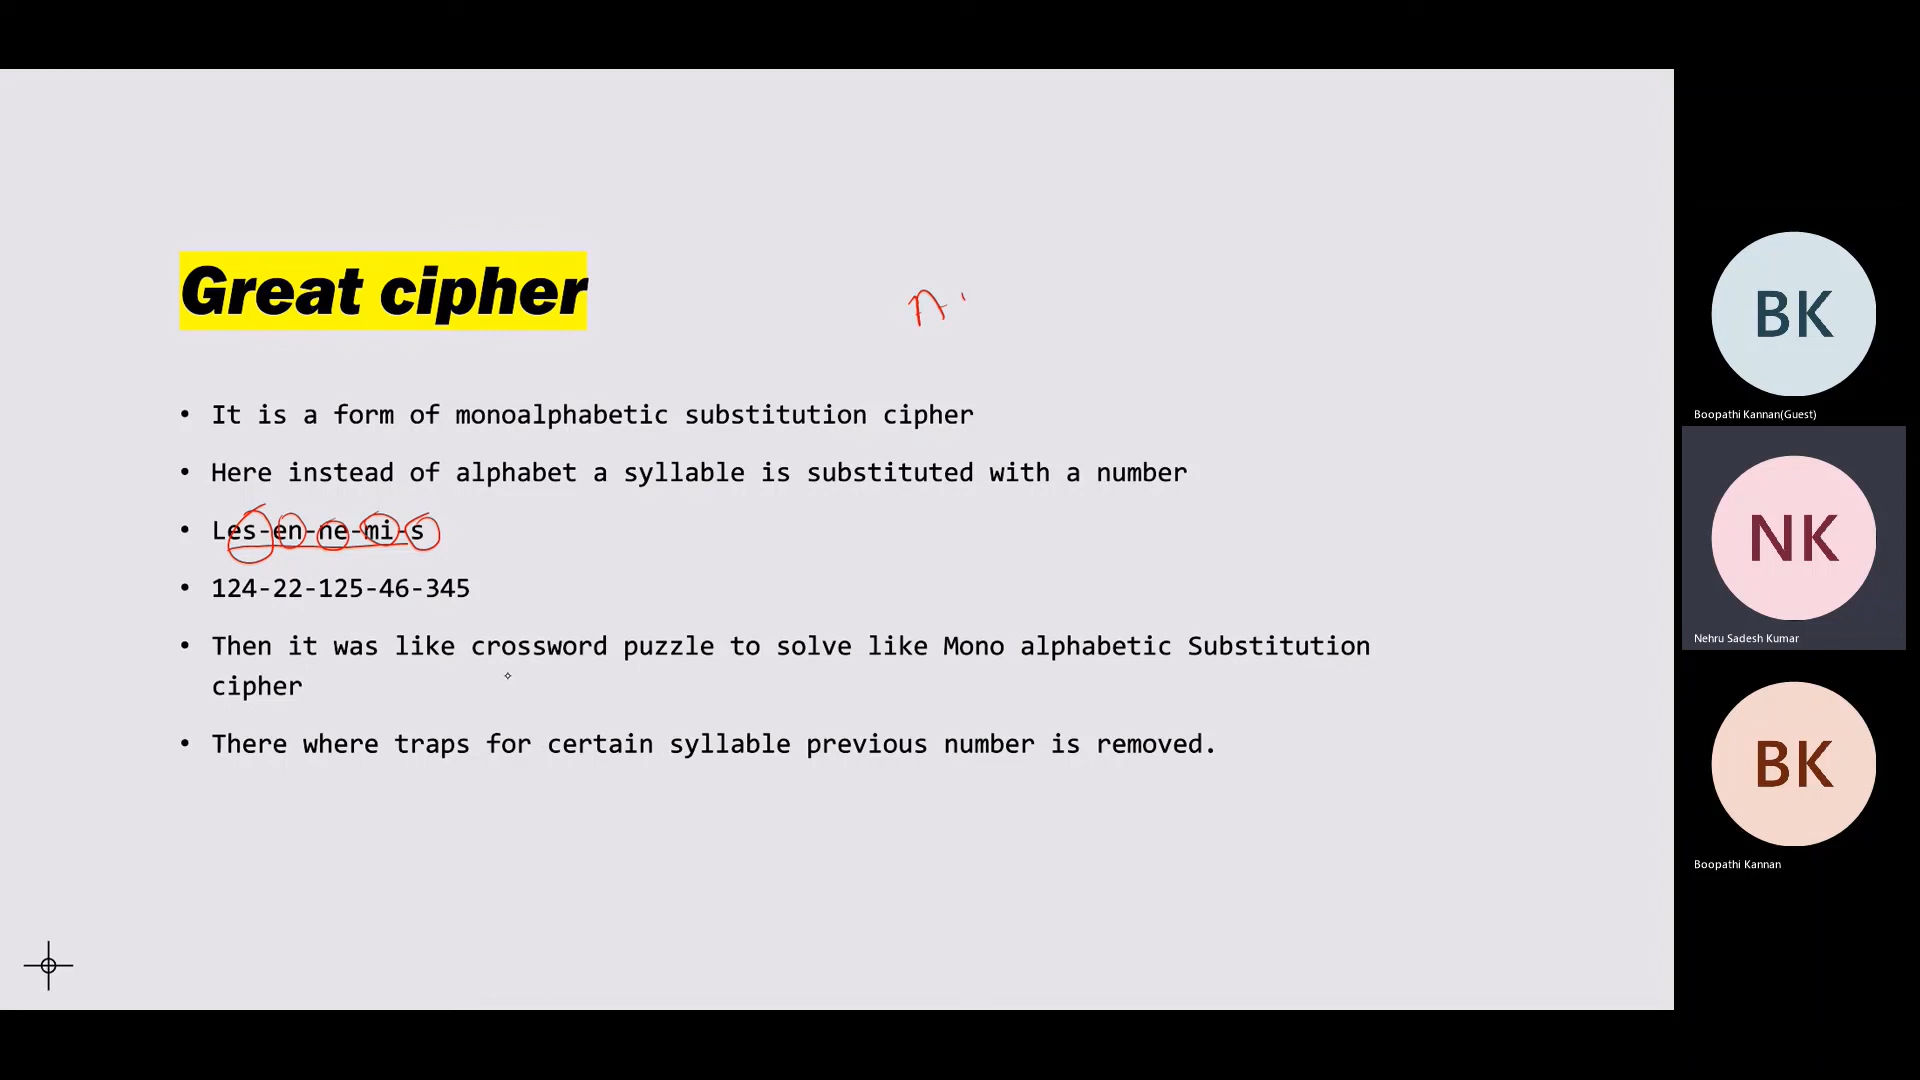 Great cipher
• It is a form of monoalphabetic substitution cipher
• Here instead of alphabet a syllable is substituted with a number
• Les-en-ne-mi-s
• 124-22-125-46-345
• Then it was like crossword puzzle to solve like Mono alphabetic Substitution
cipher
• There where traps for certain syllable previous number is removed.
BK
Boopathi Kannan(Guest)
NK
Nehru Sadesh Kumar
BK
Boopathi Kannan